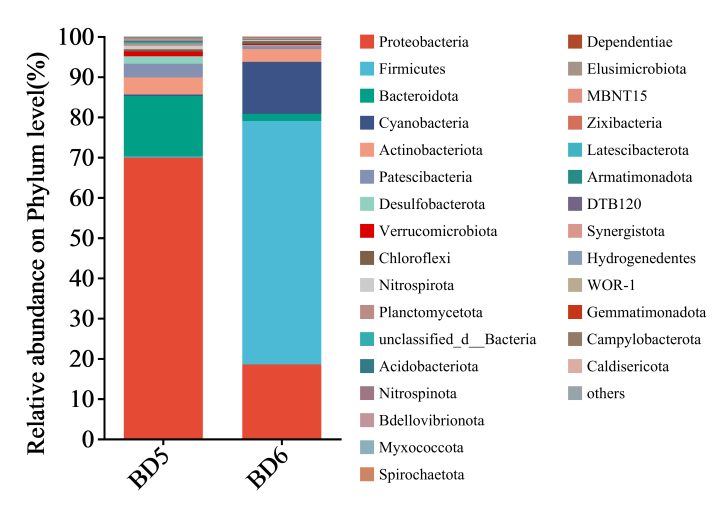 Relative abundance on Phylum level(%)
100
90
80
70
60
50
40
30
20
10
0
BD5
BD6
Proteobacteria
Firmicutes
Bacteroidota
Cyanobacteria
Actinobacteriota
Patescibacteria
Desulfobacterota
Verrucomicrobiota
Chloroflexi
Nitrospirota
Planctomycetota
unclassified_d__Bacteria
Acidobacteriota
Nitrospinota
Bdellovibrionota
Myxococcota
Spirochaetota
Dependentiae
Elusimicrobiota
MBNT15
Zixibacteria
Latescibacterota
Armatimonadota
DTB120
Synergistota
Hydrogenedentes
WOR-1
Gemmatimonadota
Campylobacterota
Caldisericota
others